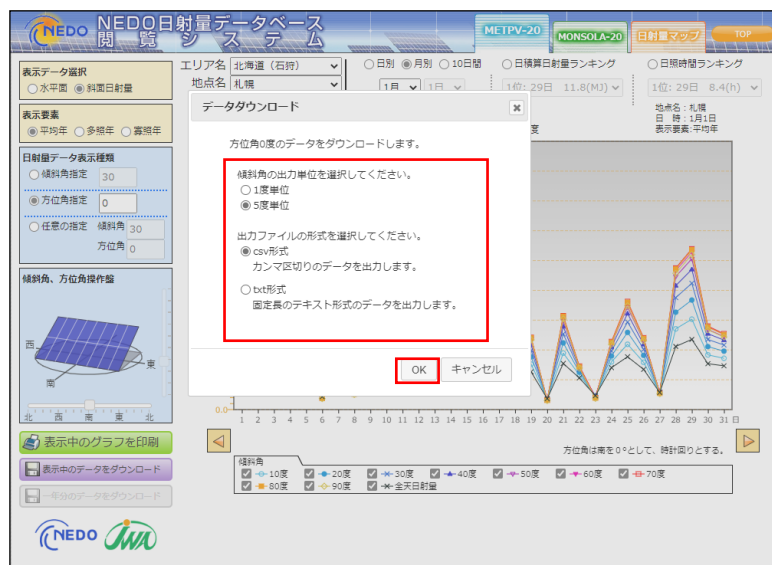 NEDO
NEDO日射量データベース
閲覧システム
METPV-20
MONSOLA-20
日射量マップ
TOP
表示データ選択
水平面 斜面日射量
エリア名 北海道（石狩）
地点名 札幌
日別 月別 10日間
1月 1日
日積算日射量ランキング
1位: 29日 11.8(MJ)
日照時間ランキング
1位: 29日 8.4(h)
地点名：札幌
日 時：1月1日
表示要素:平均年
表示要素
平均年 多照年 寡照年
日射量データ表示種類
傾斜角指定 30
方位角指定 0
任意の指定 傾斜角 30
方位角 0
傾斜角、方位角操作盤
西
東
南
北 西 南 東 北
データダウンロード
度
方位角0度のデータをダウンロードします。
傾斜角の出力単位を選択してください。
1度単位
5度単位
出力ファイルの形式を選択してください。
csv形式
カンマ区切りのデータを出力します。
txt形式
固定長のテキスト形式のデータを出力します。
OK キャンセル
0.0
1 2 3 4 5 6 7 8 9 10 11 12 13 14 15 16 17 18 19 20 21 22 23 24 25 26 27 28 29 30 31 日
表示中のグラフを印刷
表示中のデータをダウンロード
一年分のデータをダウンロード
方位角は南を0°として、時計回りとする。
傾斜角
10度 20度 30度 40度 50度 60度 70度
80度 90度 全天日射量
NEDO JWA